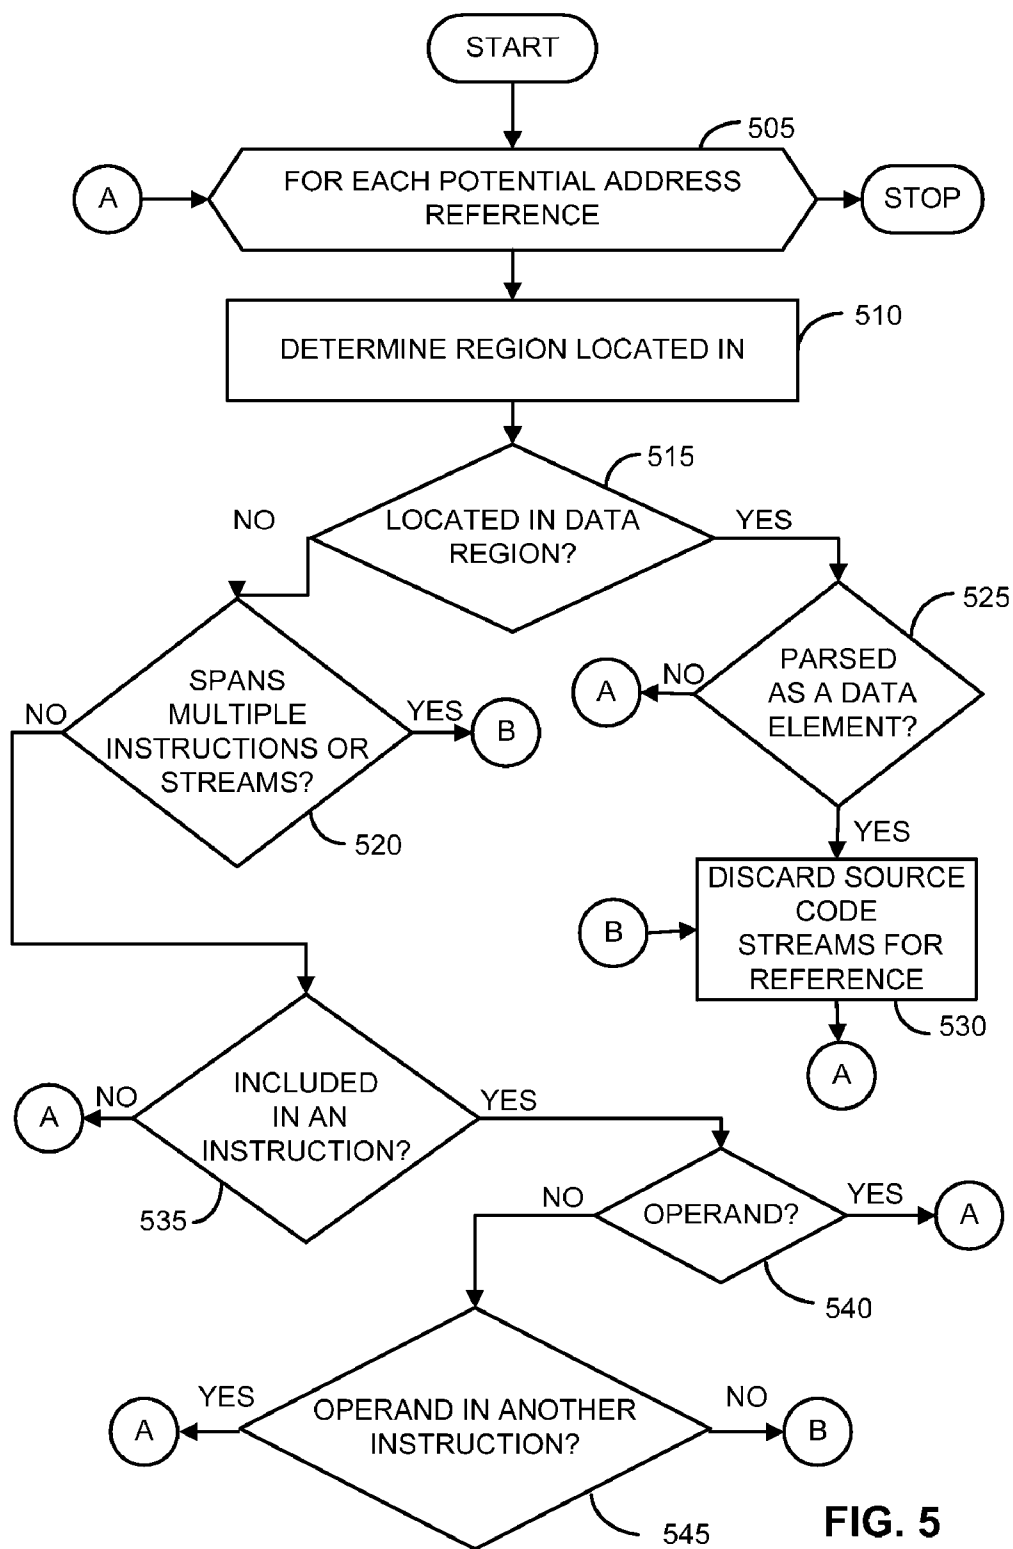 START
505
A
FOR EACH POTENTIAL ADDRESS
REFERENCE
STOP
510
DETERMINE REGION LOCATED IN
515
NO
LOCATED IN DATA
REGION?
YES
525
PARSED
AS A DATA
ELEMENT?
NO
A
NO
SPANS
MULTIPLE
INSTRUCTIONS OR
STREAMS?
YES
B
520
YES
DISCARD SOURCE
CODE
STREAMS FOR
REFERENCE
B
530
A
NO
A
INCLUDED
IN AN
INSTRUCTION?
YES
535
NO
OPERAND?
YES
A
540
YES
A
OPERAND IN ANOTHER
INSTRUCTION?
NO
B
545
FIG. 5